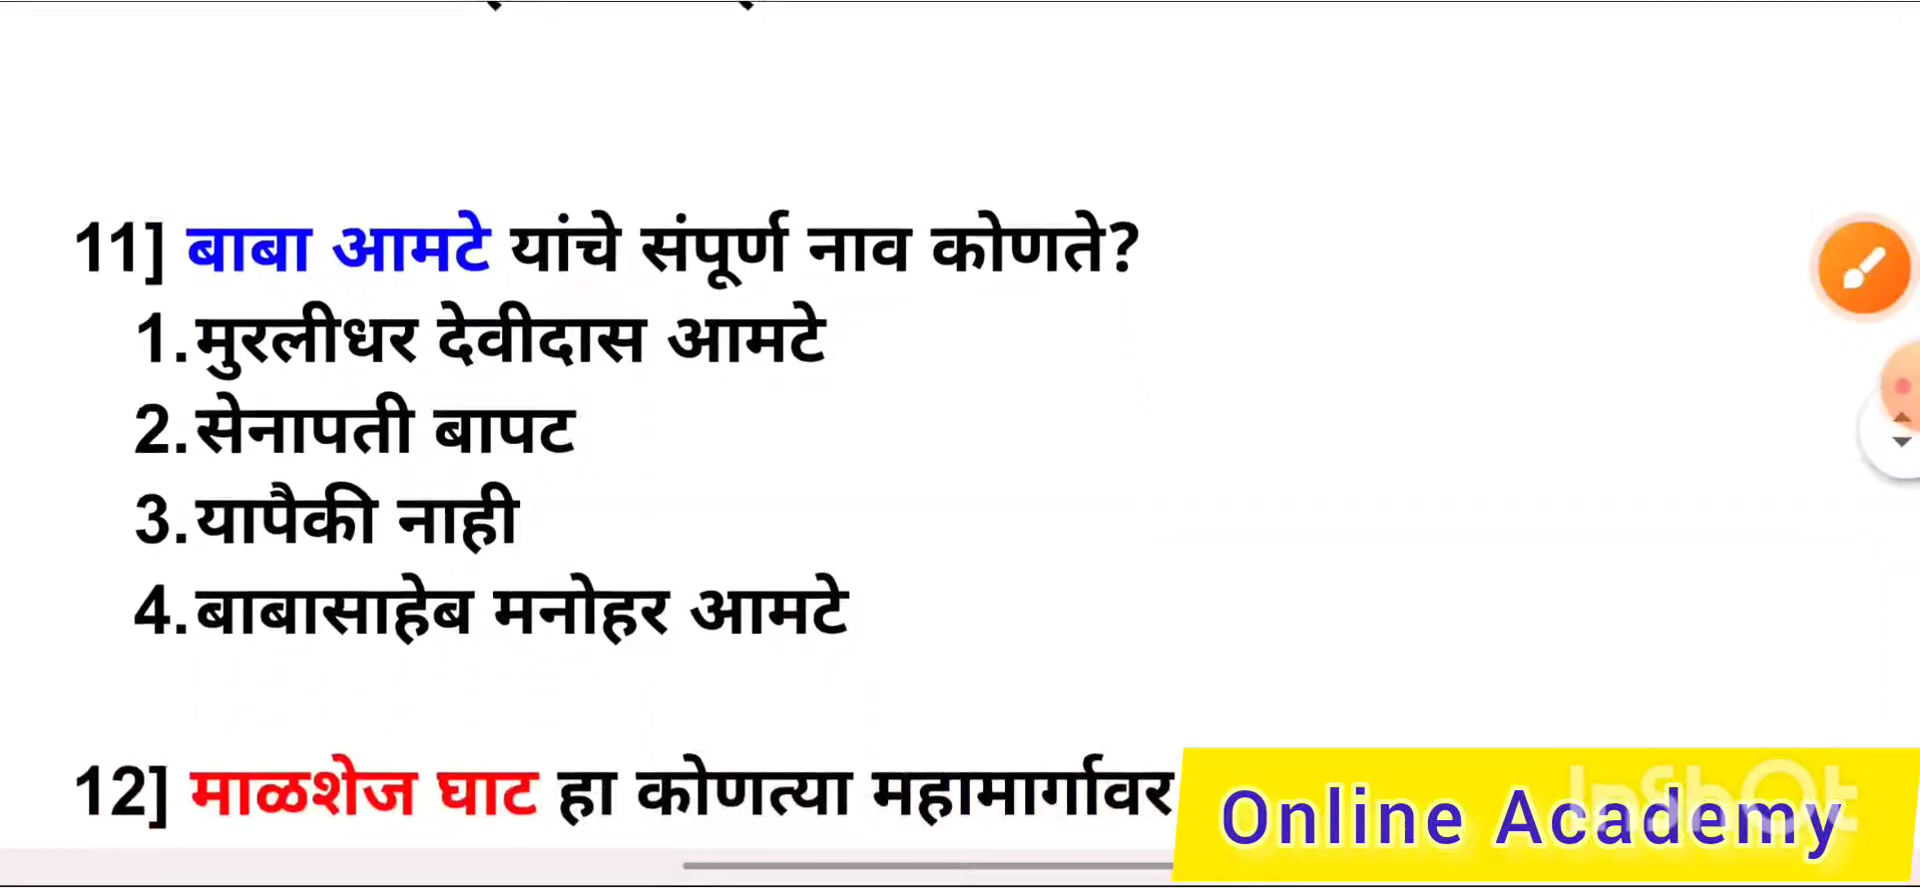 11] बाबा आमटे यांचे संपूर्ण नाव कोणते?
1.मुरलीधर देवीदास आमटे
2.सेनापती बापट
3.यापैकी नाही
4.बाबासाहेब मनोहर आमटे
12] माळशेज घाट हा कोणत्या महामार्गावर
Online Academy
InShOt